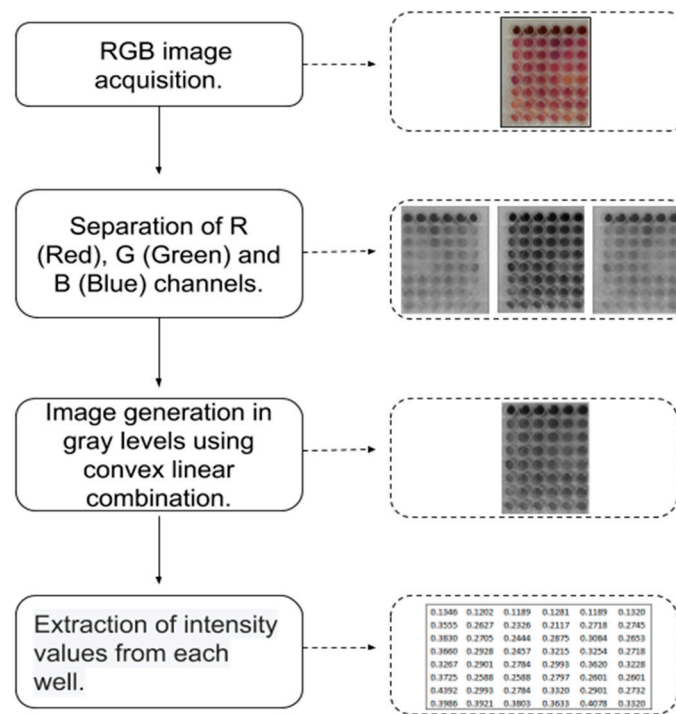 RGB image
acquisition.
Separation of R
(Red), G (Green) and
B (Blue) channels.
Image generation in
gray levels using
convex linear
combination.
Extraction of intensity
values from each
well.
0.1346 0.1202 0.1189 0.1281 0.1189 0.1320
0.3555 0.2627 0.2326 0.2117 0.2718 0.2745
0.3830 0.2705 0.2444 0.2875 0.3084 0.2653
0.3660 0.2928 0.2457 0.3215 0.3254 0.2718
0.3267 0.2901 0.2784 0.2993 0.3620 0.3228
0.3725 0.2588 0.2588 0.2797 0.2601 0.2601
0.4392 0.2993 0.2784 0.3320 0.2901 0.2732
0.3986 0.3921 0.3803 0.3633 0.4078 0.3320